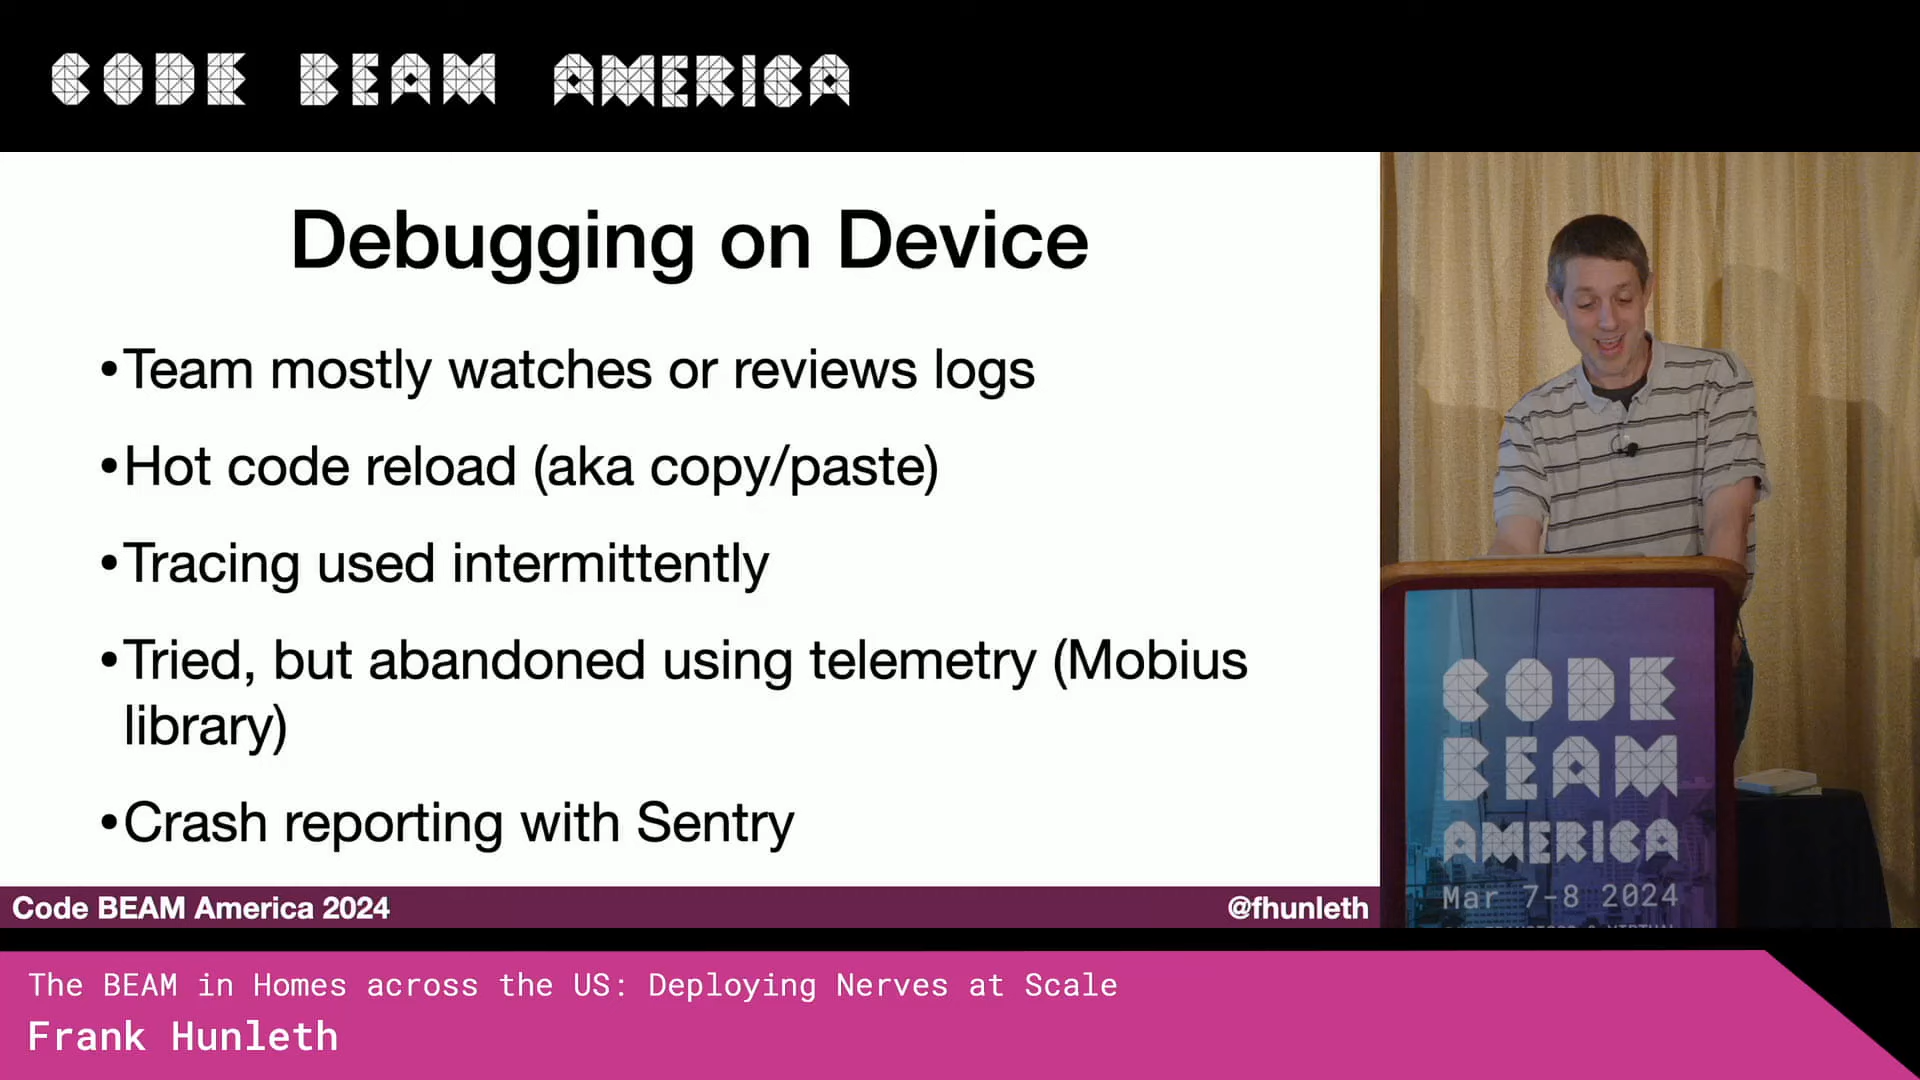 CODE BEAM AMERICA
Debugging on Device
•Team mostly watches or reviews logs
•Hot code reload (aka copy/paste)
•Tracing used intermittently
•Tried, but abandoned using telemetry (Mobius
library)
•Crash reporting with Sentry
Code BEAM America 2024
@fhunleth
CODE
BEAM
AMERICA
Mar 7-8 2024
The BEAM in Homes across the US: Deploying Nerves at Scale
Frank Hunleth